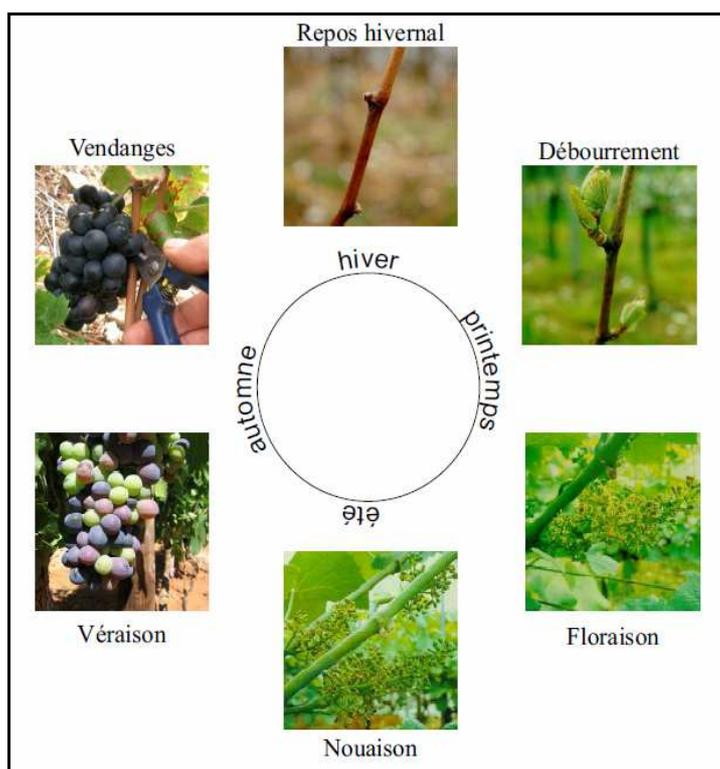 Repos hivernal
Vendanges
Débourrement
hiver
printemps
automne
été
Véraison
Floraison
Nouaison